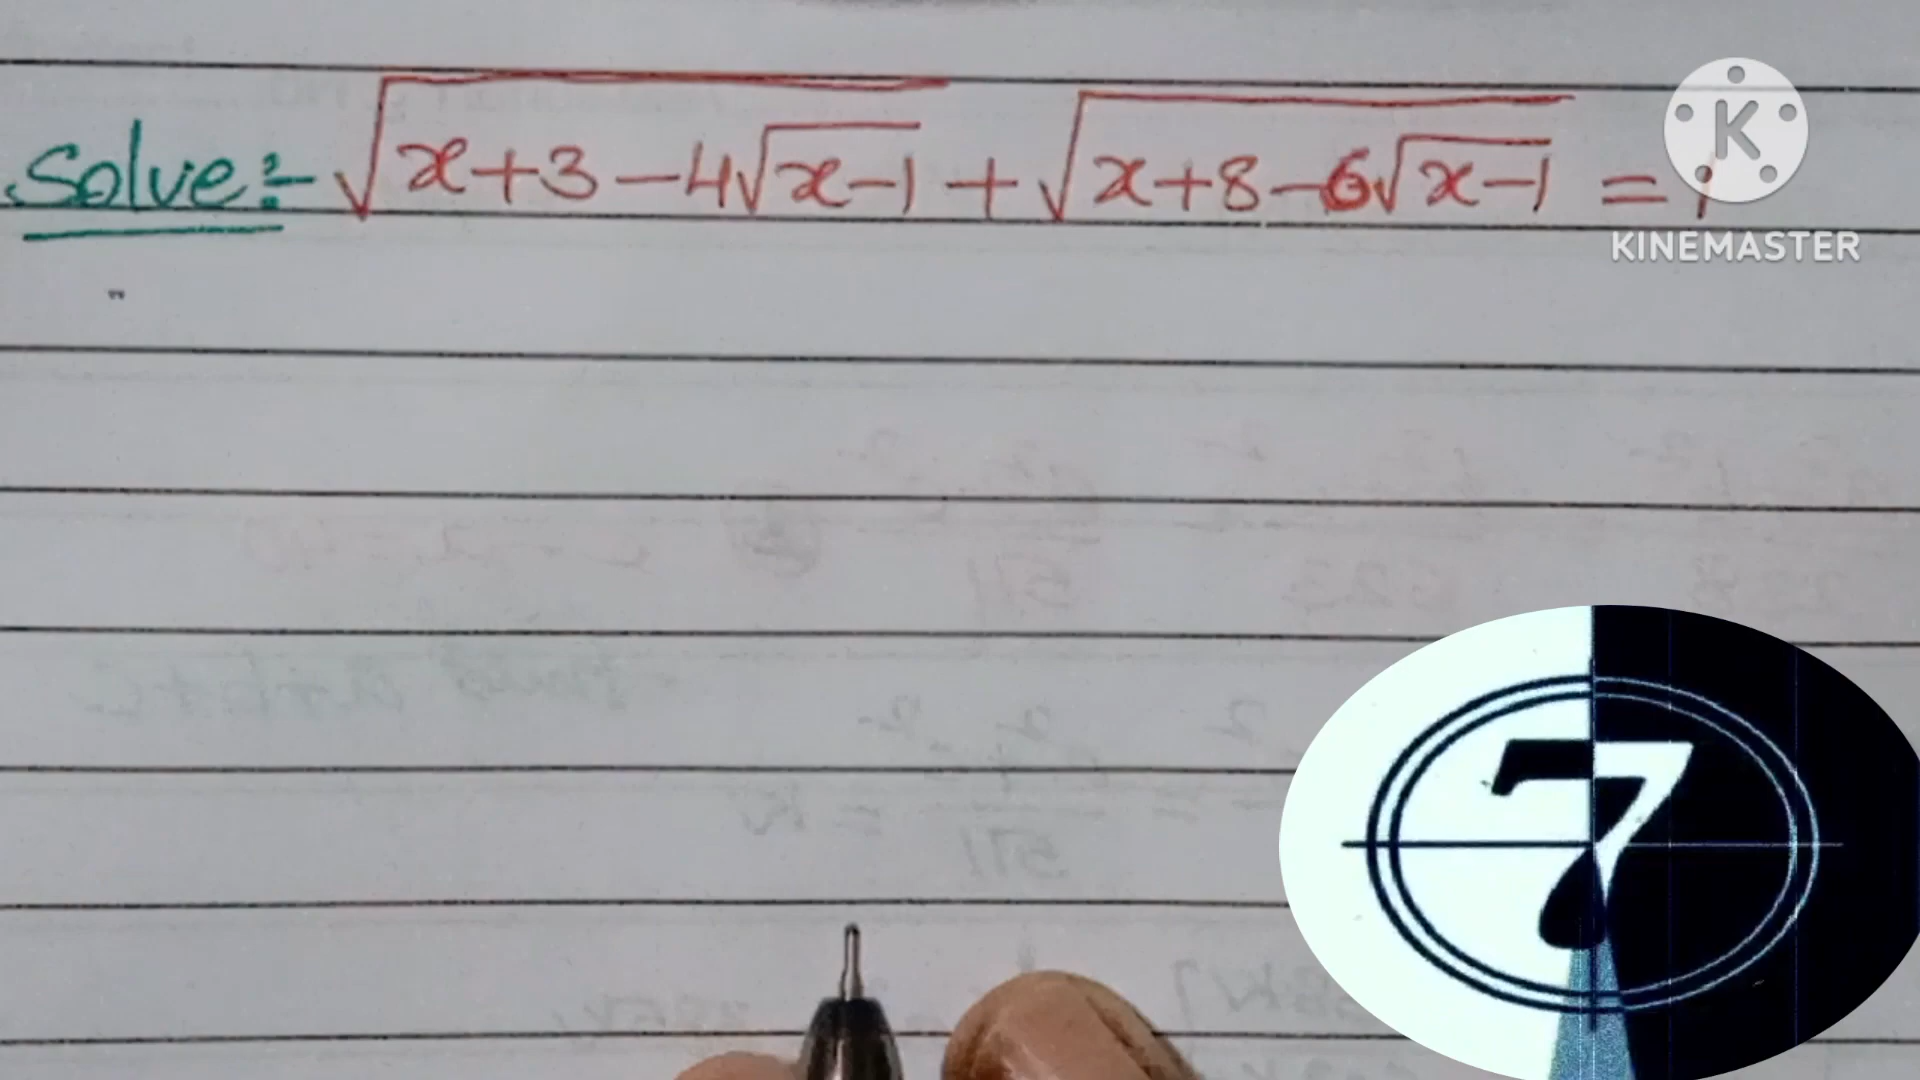 Solve:- √(x+3-4√(x-1)) + √(x+8-6√(x-1)) = 1
K
KINEMASTER
7